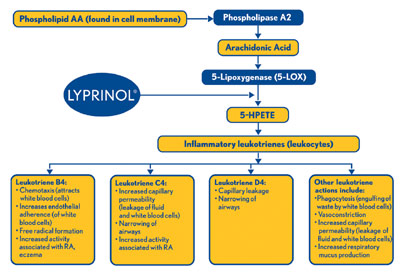 Phospholipid AA (found in cell membrane)
Phospholipase A2
Arachidonic Acid
5-Lipoxygenase (5-LOX)
LYPRINOL®
5-HPETE
Inflammatory leukotrienes (leukocytes)
Leukotriene B4:
• Chemotaxis (attracts
white blood cells)
• Increases endothelial
adherence (of white
blood cells)
• Free radical formation
• Increased activity
associated with RA,
eczema
Leukotriene C4:
• Increased capillary
permeability
(leakage of fluid
and white blood cells)
• Narrowing of
airways
• Increased activity
associated with RA
Leukotriene D4:
• Capillary leakage
• Narrowing of
airways
Other leukotriene
actions include:
• Phagocytosis (engulfing of
waste by white blood cells)
• Vasoconstriction
• Increased capillary
permeability (leakage of
fluid and white blood cells)
• Increased respiratory
mucus production